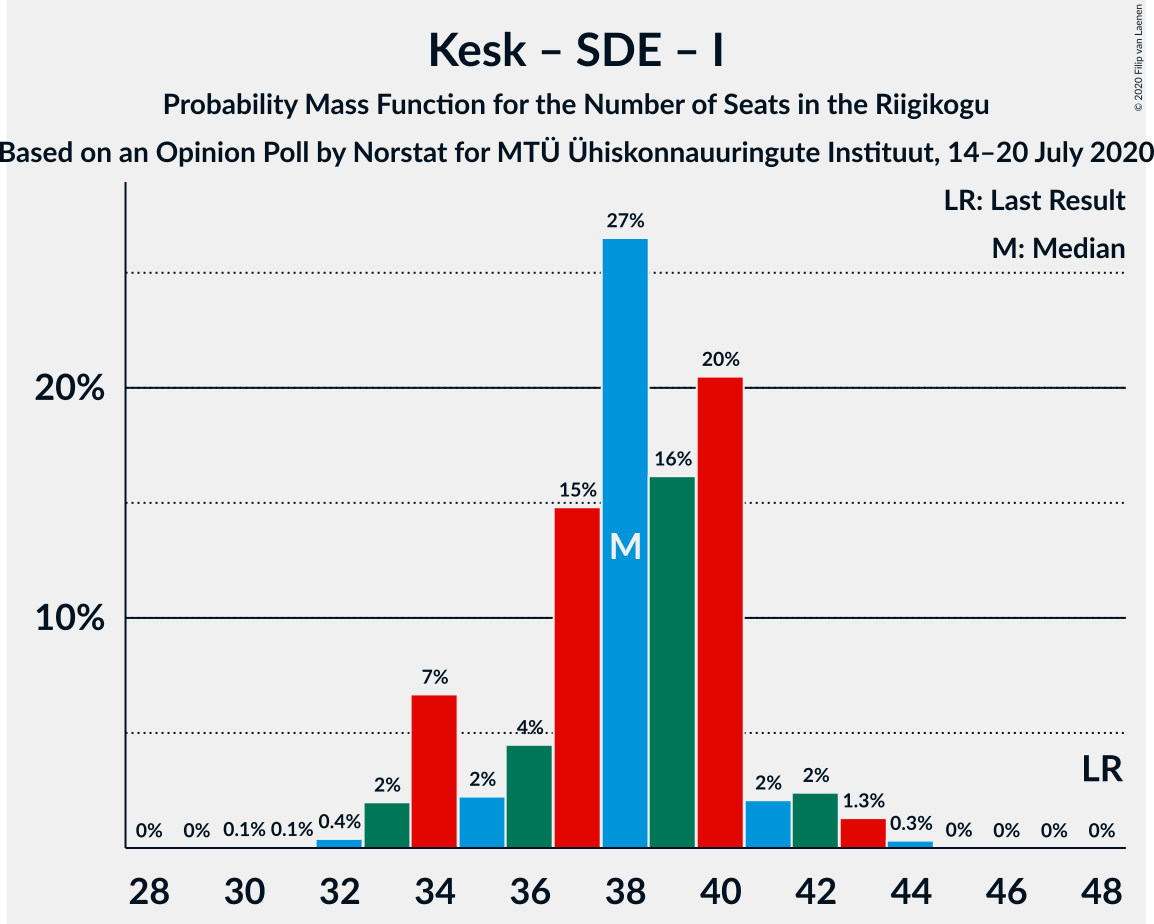 Kesk – SDE – I
Probability Mass Function for the Number of Seats in the Riigikogu
Based on an Opinion Poll by Norstat for MTÜ Ühiskonnauuringute Instituut, 14–20 July 2020
© 2020 Filip van Laenen
LR: Last Result
M: Median
27%
20%
20%
16%
15%
M
10%
7%
4%
LR
2%
2%
2%
2%
1.3%
0% 0% 0.1% 0.1% 0.4% 0.3% 0% 0% 0% 0%
28 30 32 34 36 38 40 42 44 46 48